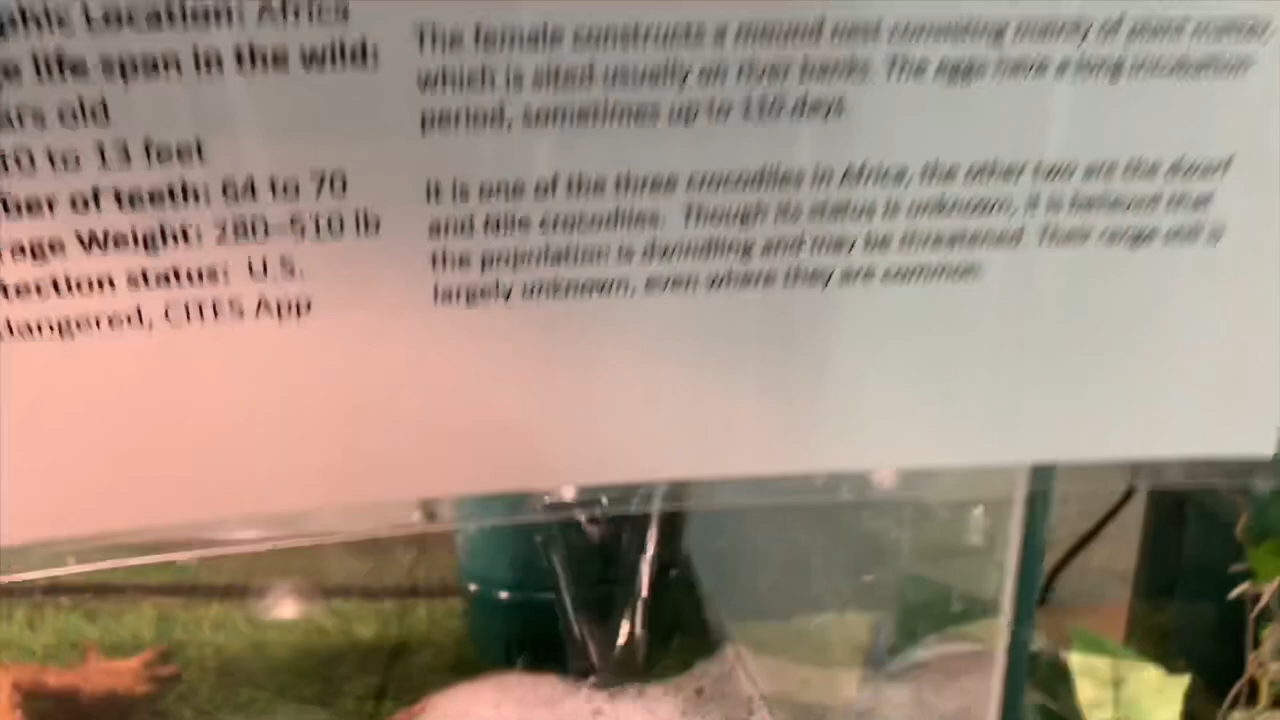 phic Location: Africa
e life span in the wild:
ars old
10 to 13 feet
ber of teeth: 64 to 70
rage Weight: 280–510 lb
tection status: U.S.
dangered, CITES App
The female constructs a mound nest consisting mainly of plant matter,
which is sited usually on river banks. The eggs have a long incubation
period, sometimes up to 110 days.
It is one of the three crocodiles in Africa, the other two are the dwarf
and Nile crocodiles. Though its status is unknown, it is believed that
the population is dwindling and may be threatened. Their range still is
largely unknown, even where they are common.